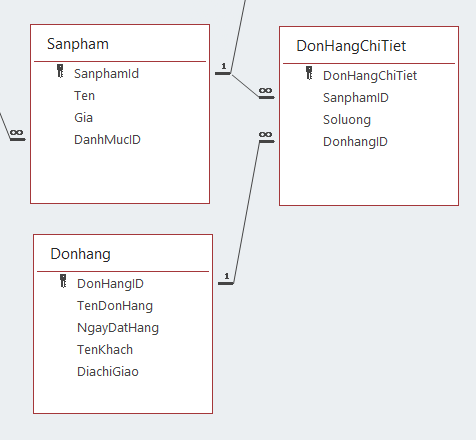 Sanpham
SanphamId
Ten
Gia
DanhMucID
1
∞
∞
∞
DonHangChiTiet
DonHangChiTiet
SanphamID
Soluong
DonhangID
Donhang
DonHangID
TenDonHang
NgayDatHang
TenKhach
DiachiGiao
1